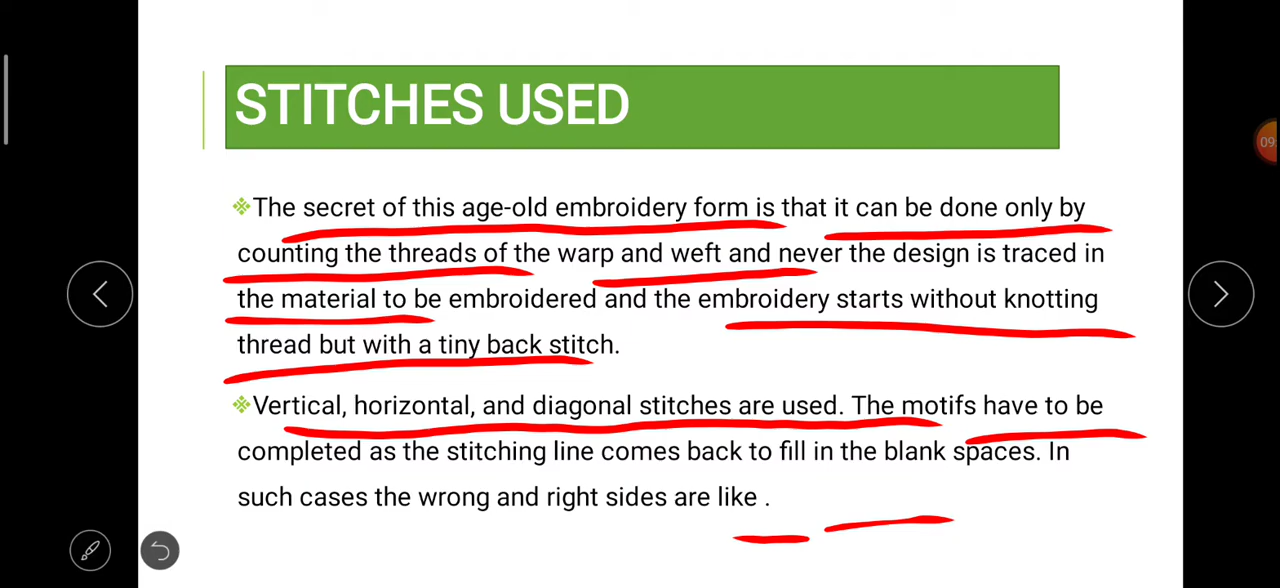 STITCHES USED
The secret of this age-old embroidery form is that it can be done only by
counting the threads of the warp and weft and never the design is traced in
the material to be embroidered and the embroidery starts without knotting
thread but with a tiny back stitch.
Vertical, horizontal, and diagonal stitches are used. The motifs have to be
completed as the stitching line comes back to fill in the blank spaces. In
such cases the wrong and right sides are like .